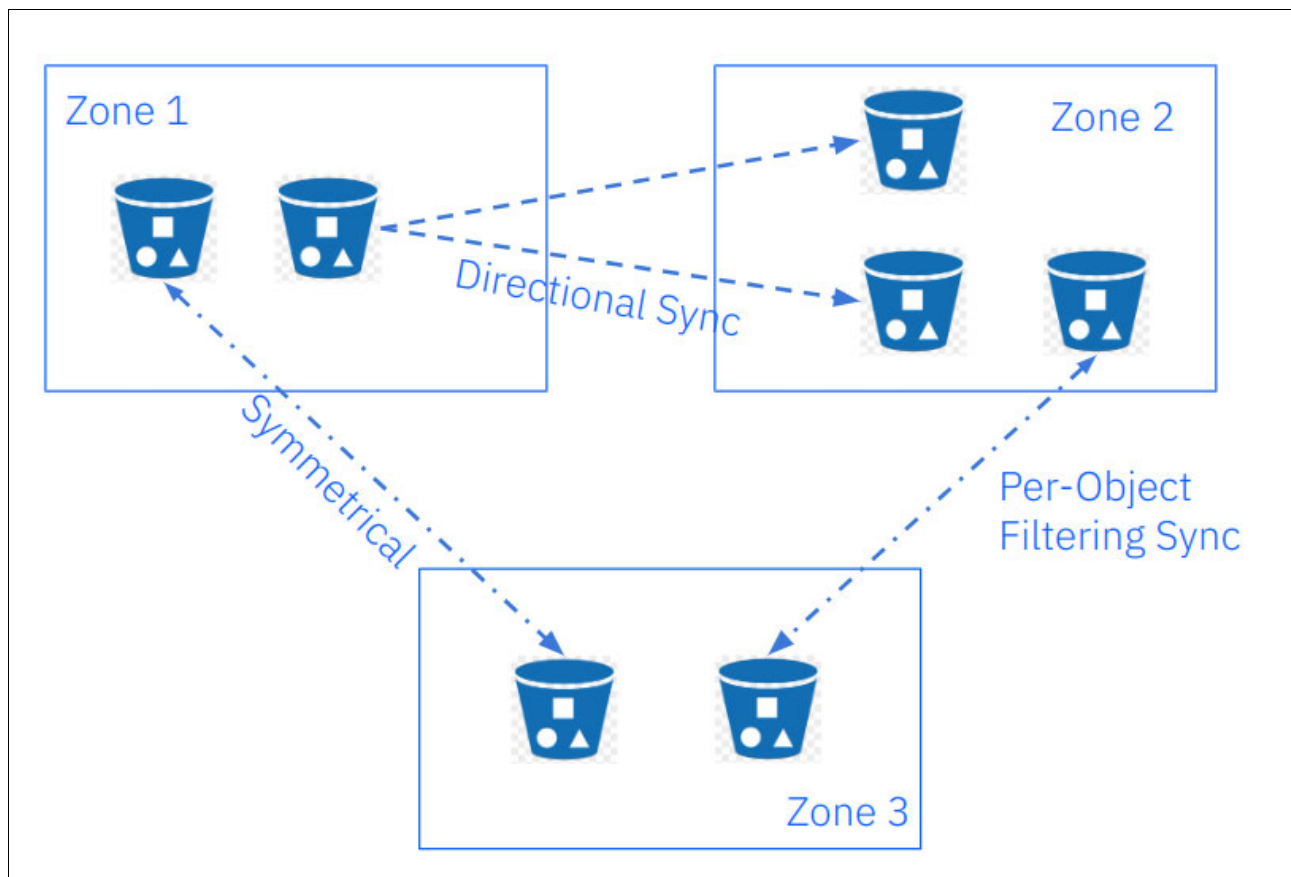 Zone 1
Zone 2
Directional Sync
Symmetrical
Per-Object
Filtering Sync
Zone 3